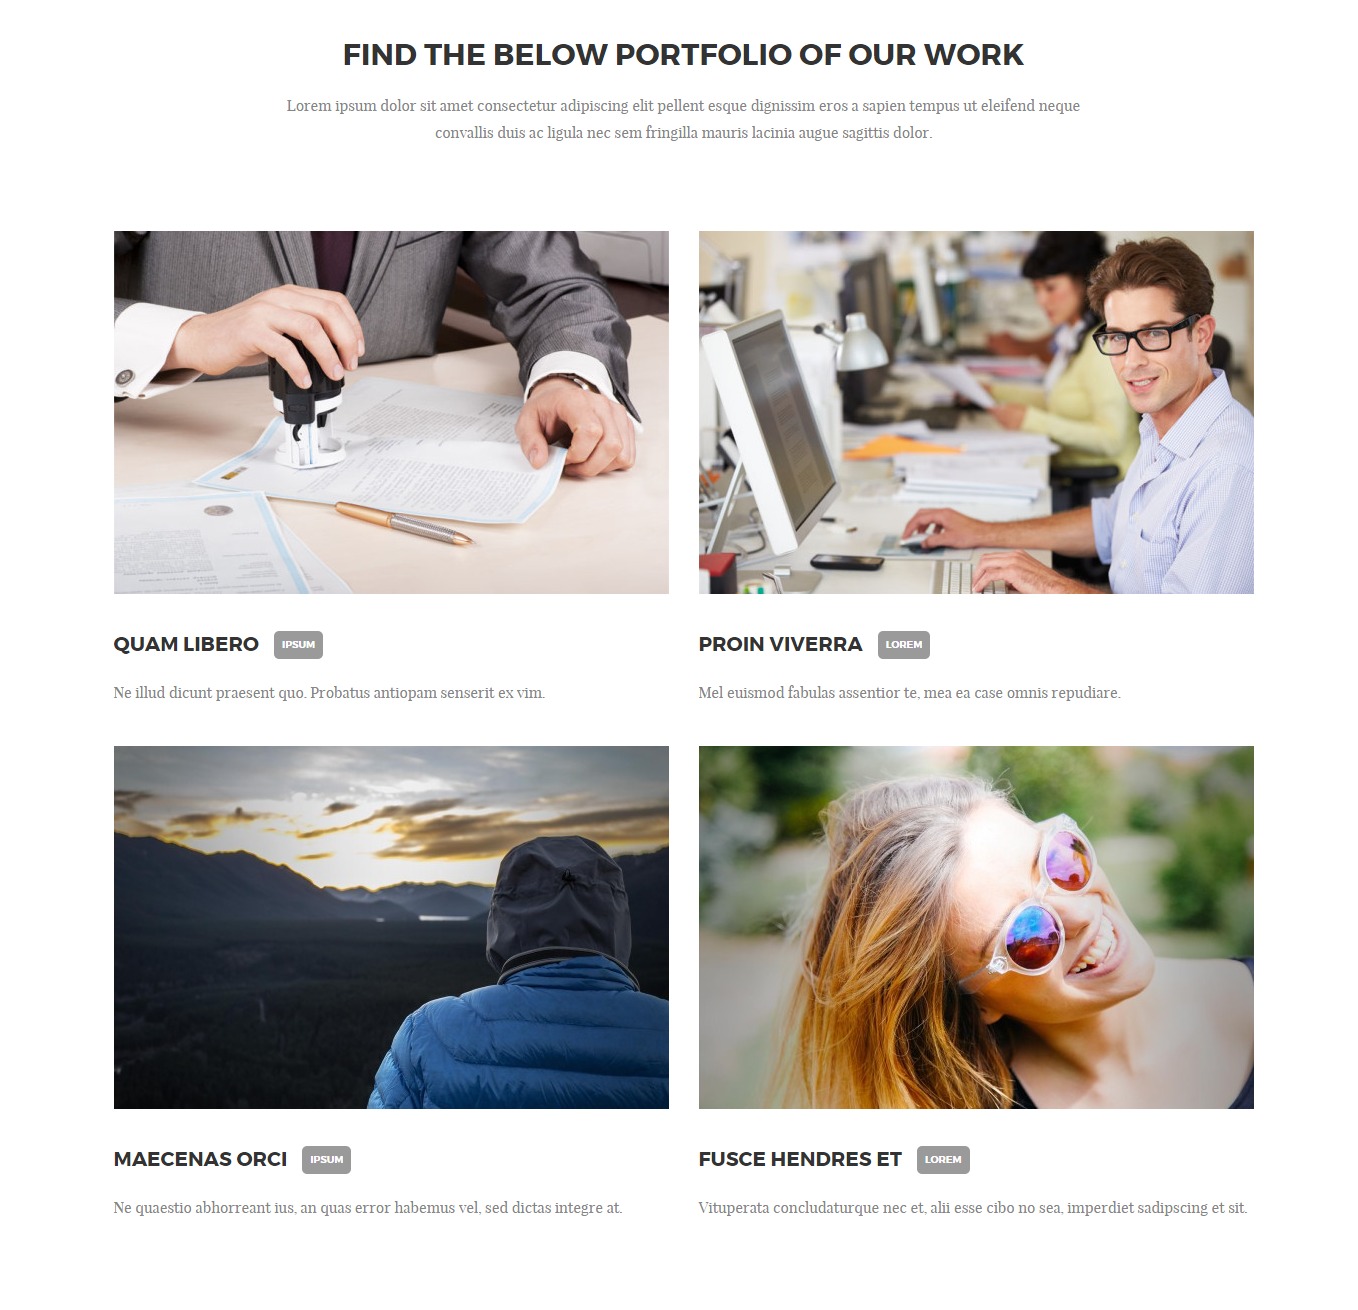 FIND THE BELOW PORTFOLIO OF OUR WORK
Lorem ipsum dolor sit amet consectetur adipiscing elit pellent esque dignissim eros a sapien tempus ut eleifend neque
convallis duis ac ligula nec sem fringilla mauris lacinia augue sagittis dolor.
QUAM LIBERO IPSUM
Ne illud dicunt praesent quo. Probatus antiopam senserit ex vim.
PROIN VIVERRA LOREM
Mel euismod fabulas assentior te, mea ea case omnis repudiare.
MAECENAS ORCI IPSUM
Ne quaestio abhorreant ius, an quas error habemus vel, sed dictas integre at.
FUSCE HENDRES ET LOREM
Vituperata concludaturque nec et, alii esse cibo no sea, imperdiet sadipscing et sit.